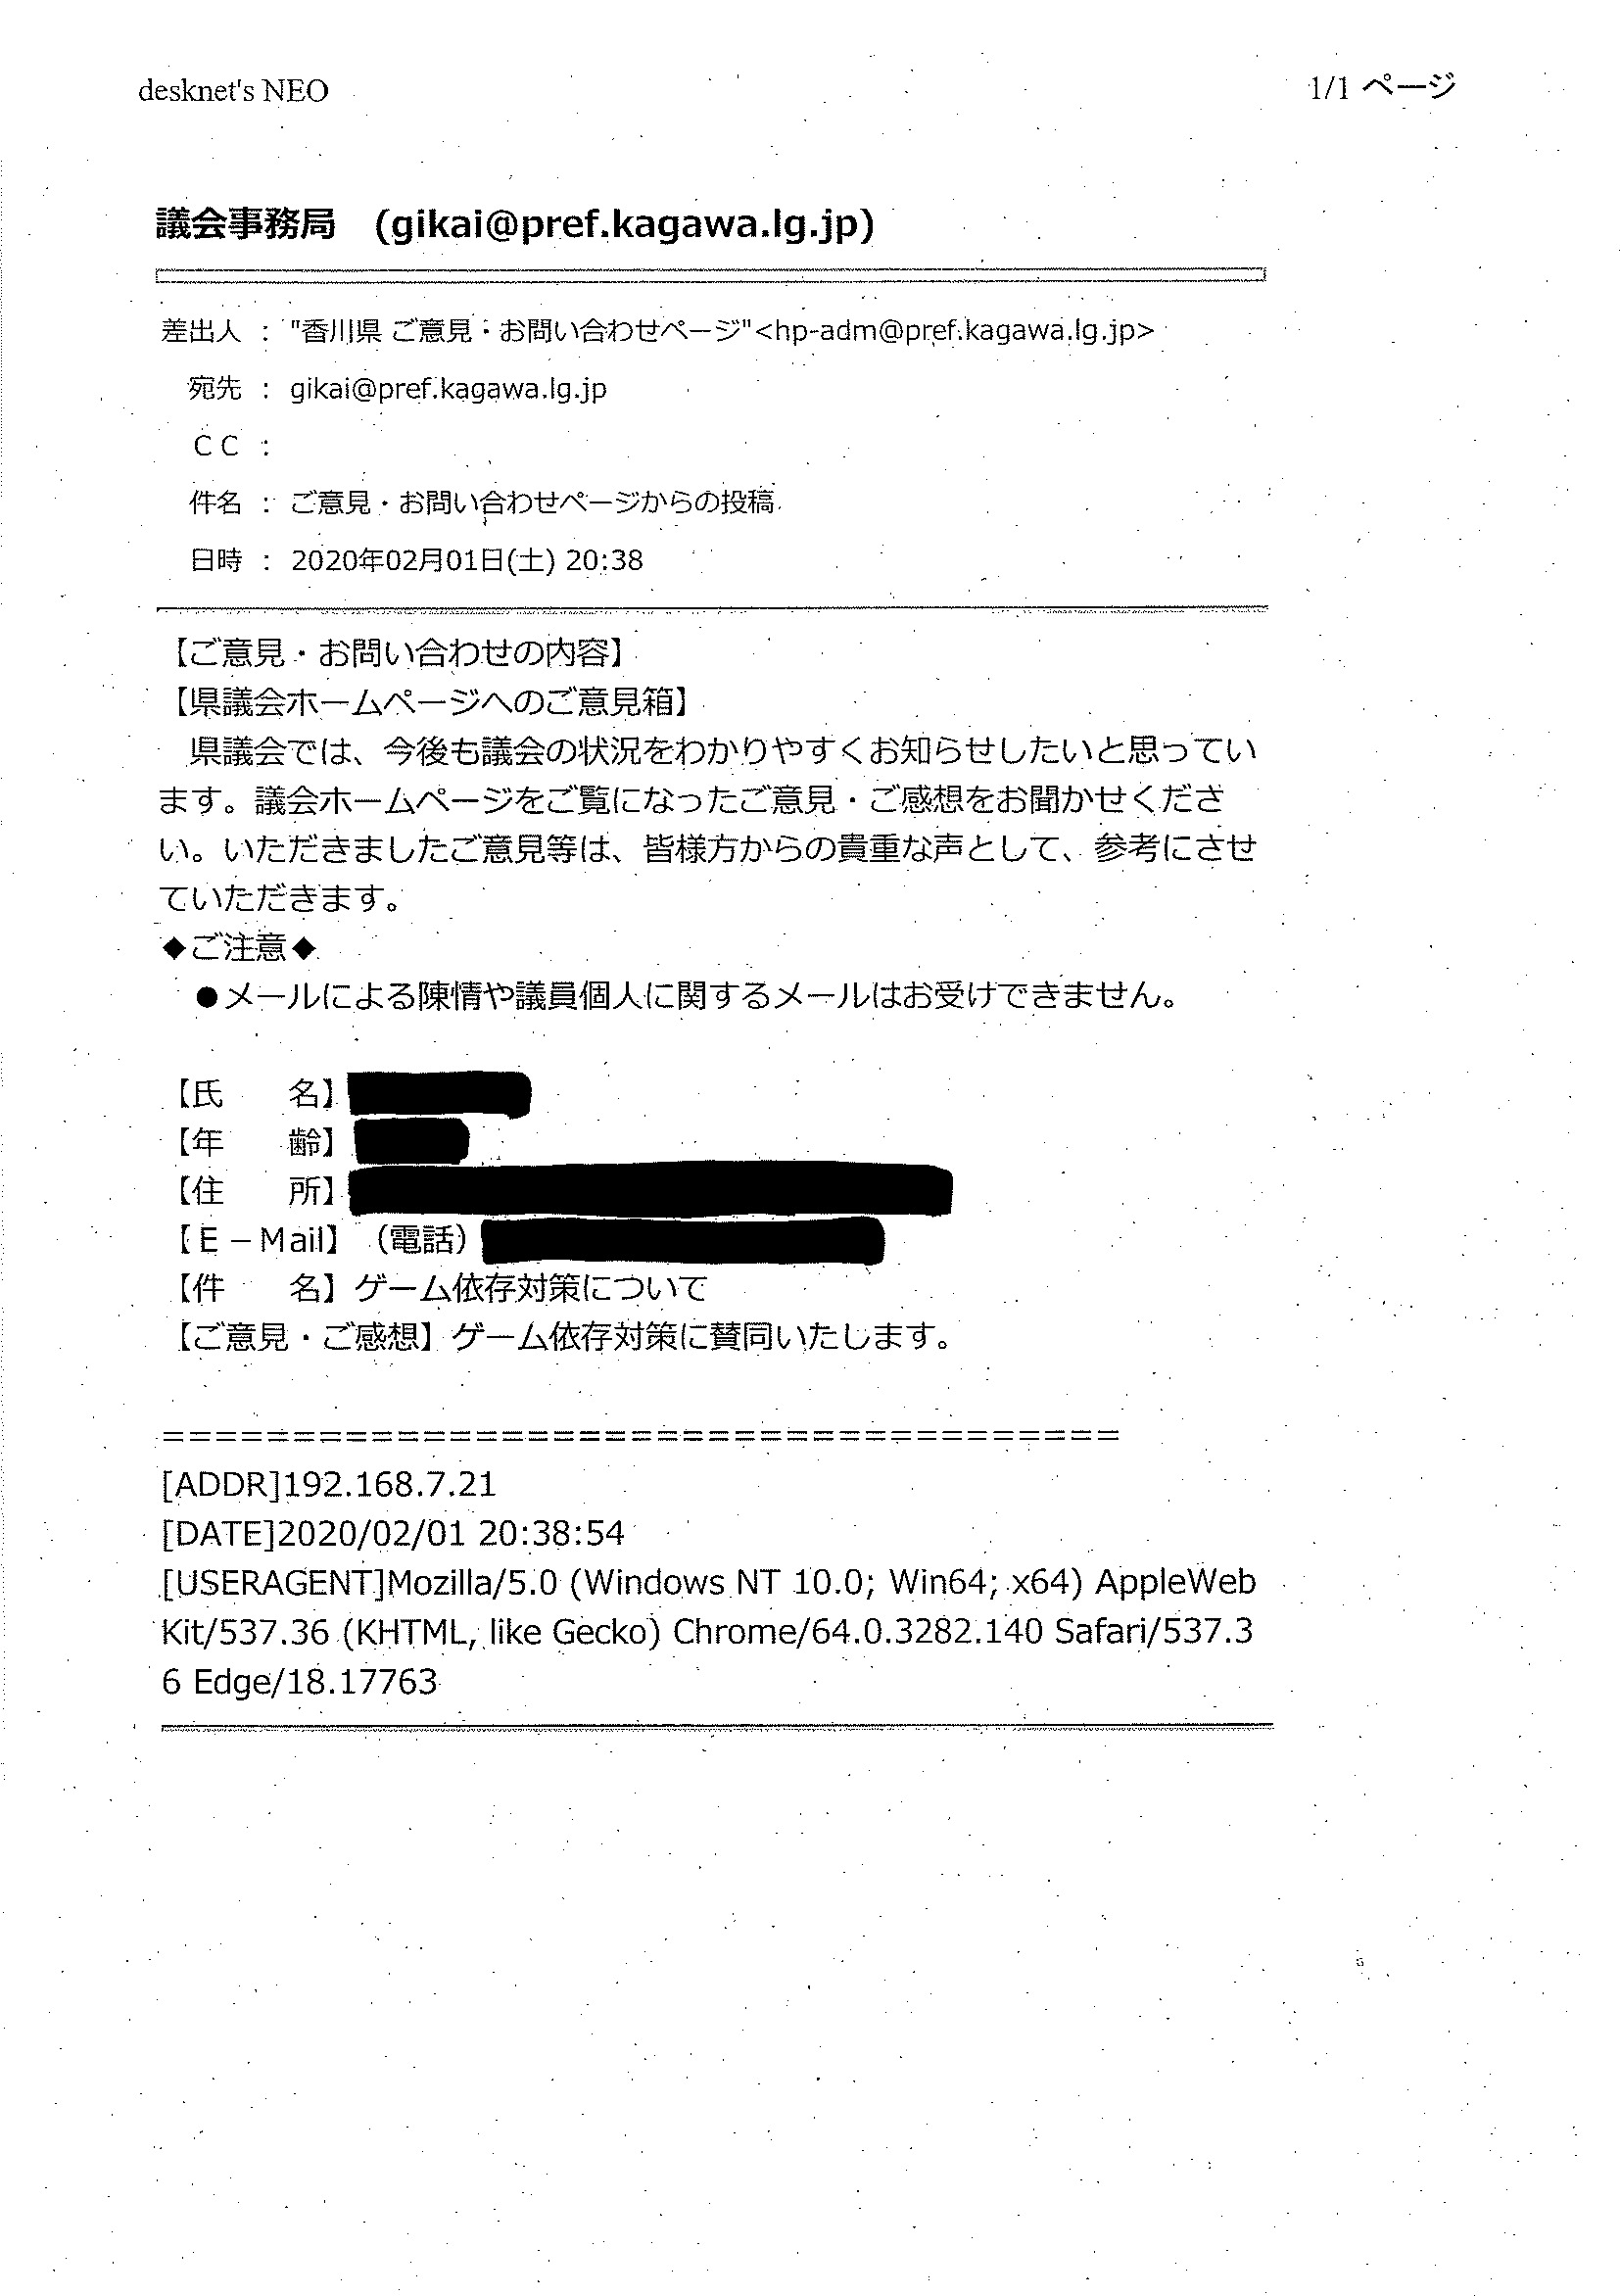 desknet's NEO
1/1 ページ
議会事務局　(gikai@pref.kagawa.lg.jp)
差出人 ： "香川県 ご意見・お問い合わせページ"<hp-adm@pref.kagawa.lg.jp>
宛先 ： gikai@pref.kagawa.lg.jp
ＣＣ ：
件名 ： ご意見・お問い合わせページからの投稿
日時 ： 2020年02月01日(土) 20:38
【ご意見・お問い合わせの内容】
【県議会ホームページへのご意見箱】
　県議会では、今後も議会の状況をわかりやすくお知らせしたいと思ってい
ます。議会ホームページをご覧になったご意見・ご感想をお聞かせくださ
い。いただきましたご意見等は、皆様方からの貴重な声として、参考にさせ
ていただきます。
◆ご注意◆
　●メールによる陳情や議員個人に関するメールはお受けできません。
【氏　　名】
【年　　齢】
【住　　所】
【Ｅ－Mail】（電話）
【件　　名】ゲーム依存対策について
【ご意見・ご感想】ゲーム依存対策に賛同いたします。
=====================================
[ADDR]192.168.7.21
[DATE]2020/02/01 20:38:54
[USERAGENT]Mozilla/5.0 (Windows NT 10.0; Win64; x64) AppleWeb
Kit/537.36 (KHTML, like Gecko) Chrome/64.0.3282.140 Safari/537.3
6 Edge/18.17763